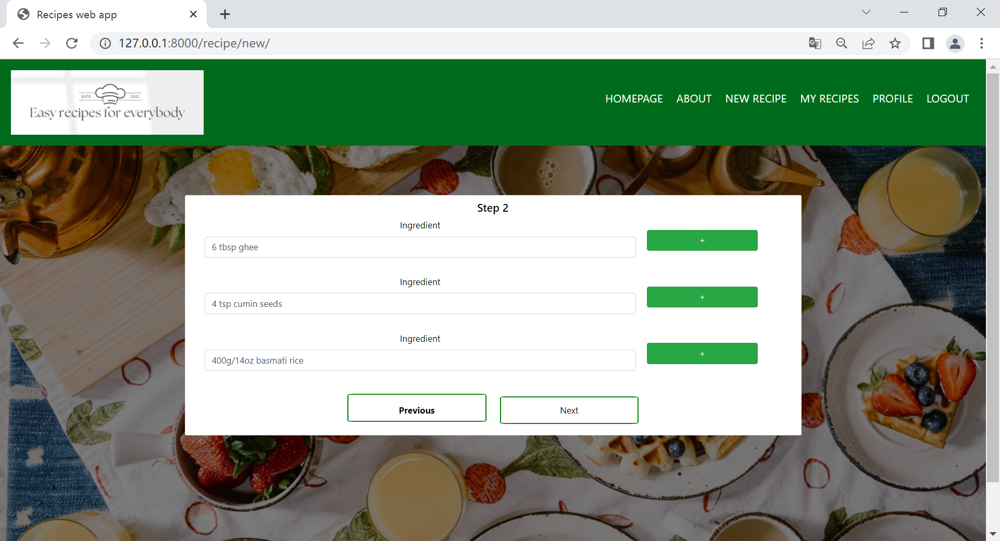 Recipes web app
127.0.0.1:8000/recipe/new/
ESTD 2022
Easy recipes for everybody
HOMEPAGE ABOUT NEW RECIPE MY RECIPES PROFILE LOGOUT
Step 2
Ingredient
6 tbsp ghee
+
Ingredient
4 tsp cumin seeds
+
Ingredient
400g/14oz basmati rice
+
Previous Next